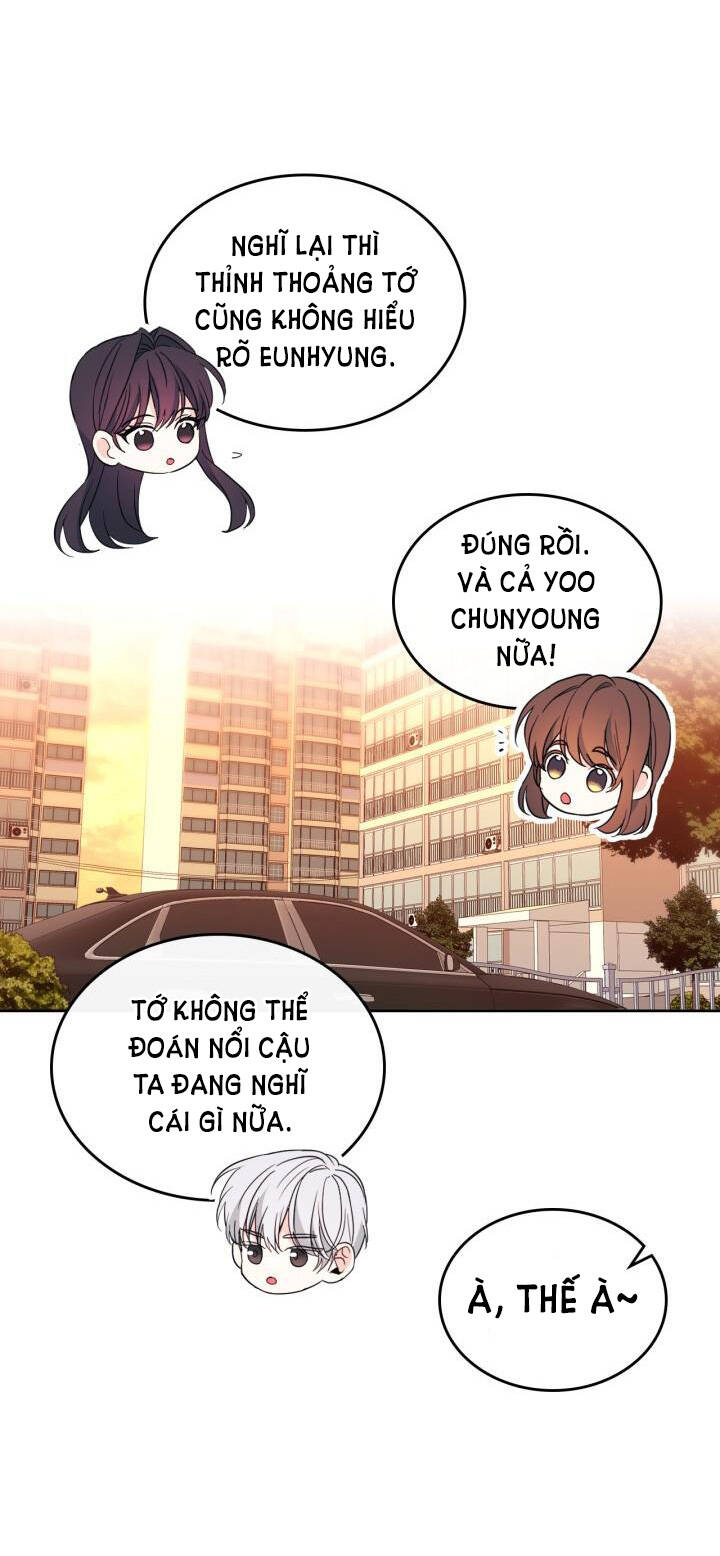 NGHĨ LẠI THÌ
THỈNH THOẢNG TỚ
CŨNG KHÔNG HIỂU
RÕ EUNHYUNG.
ĐÚNG RỒI.
VÀ CẢ YOO
CHUNYOUNG
NỮA!
TỚ KHÔNG THỂ
ĐOÁN NỔI CẬU
TA ĐANG NGHĨ
CÁI GÌ NỮA.
À, THẾ À~